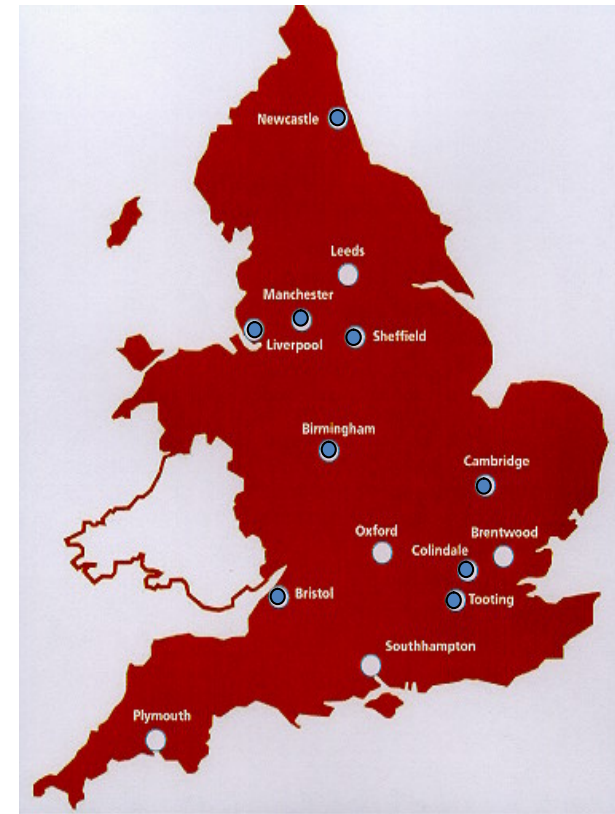 Newcastle
Leeds
Manchester
Sheffield
Liverpool
Birmingham
Cambridge
Oxford
Brentwood
Colindale
Bristol
Tooting
Southhampton
Plymouth